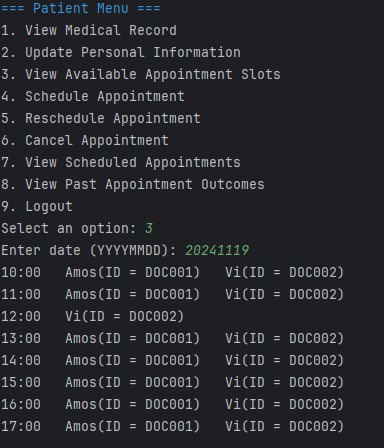 === Patient Menu ===
1. View Medical Record
2. Update Personal Information
3. View Available Appointment Slots
4. Schedule Appointment
5. Reschedule Appointment
6. Cancel Appointment
7. View Scheduled Appointments
8. View Past Appointment Outcomes
9. Logout
Select an option: 3
Enter date (YYYYMMDD): 20241119
10:00   Amos(ID = DOC001)   Vi(ID = DOC002)
11:00   Amos(ID = DOC001)   Vi(ID = DOC002)
12:00   Vi(ID = DOC002)
13:00   Amos(ID = DOC001)   Vi(ID = DOC002)
14:00   Amos(ID = DOC001)   Vi(ID = DOC002)
15:00   Amos(ID = DOC001)   Vi(ID = DOC002)
16:00   Amos(ID = DOC001)   Vi(ID = DOC002)
17:00   Amos(ID = DOC001)   Vi(ID = DOC002)